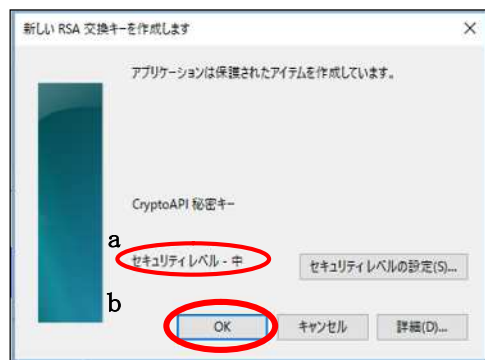 新しい RSA 交換キーを作成します
アプリケーションは保護されたアイテムを作成しています。
CryptoAPI 秘密キー
a
セキュリティ レベル - 中
セキュリティ レベルの設定(S)...
b
OK
キャンセル
詳細(D)...